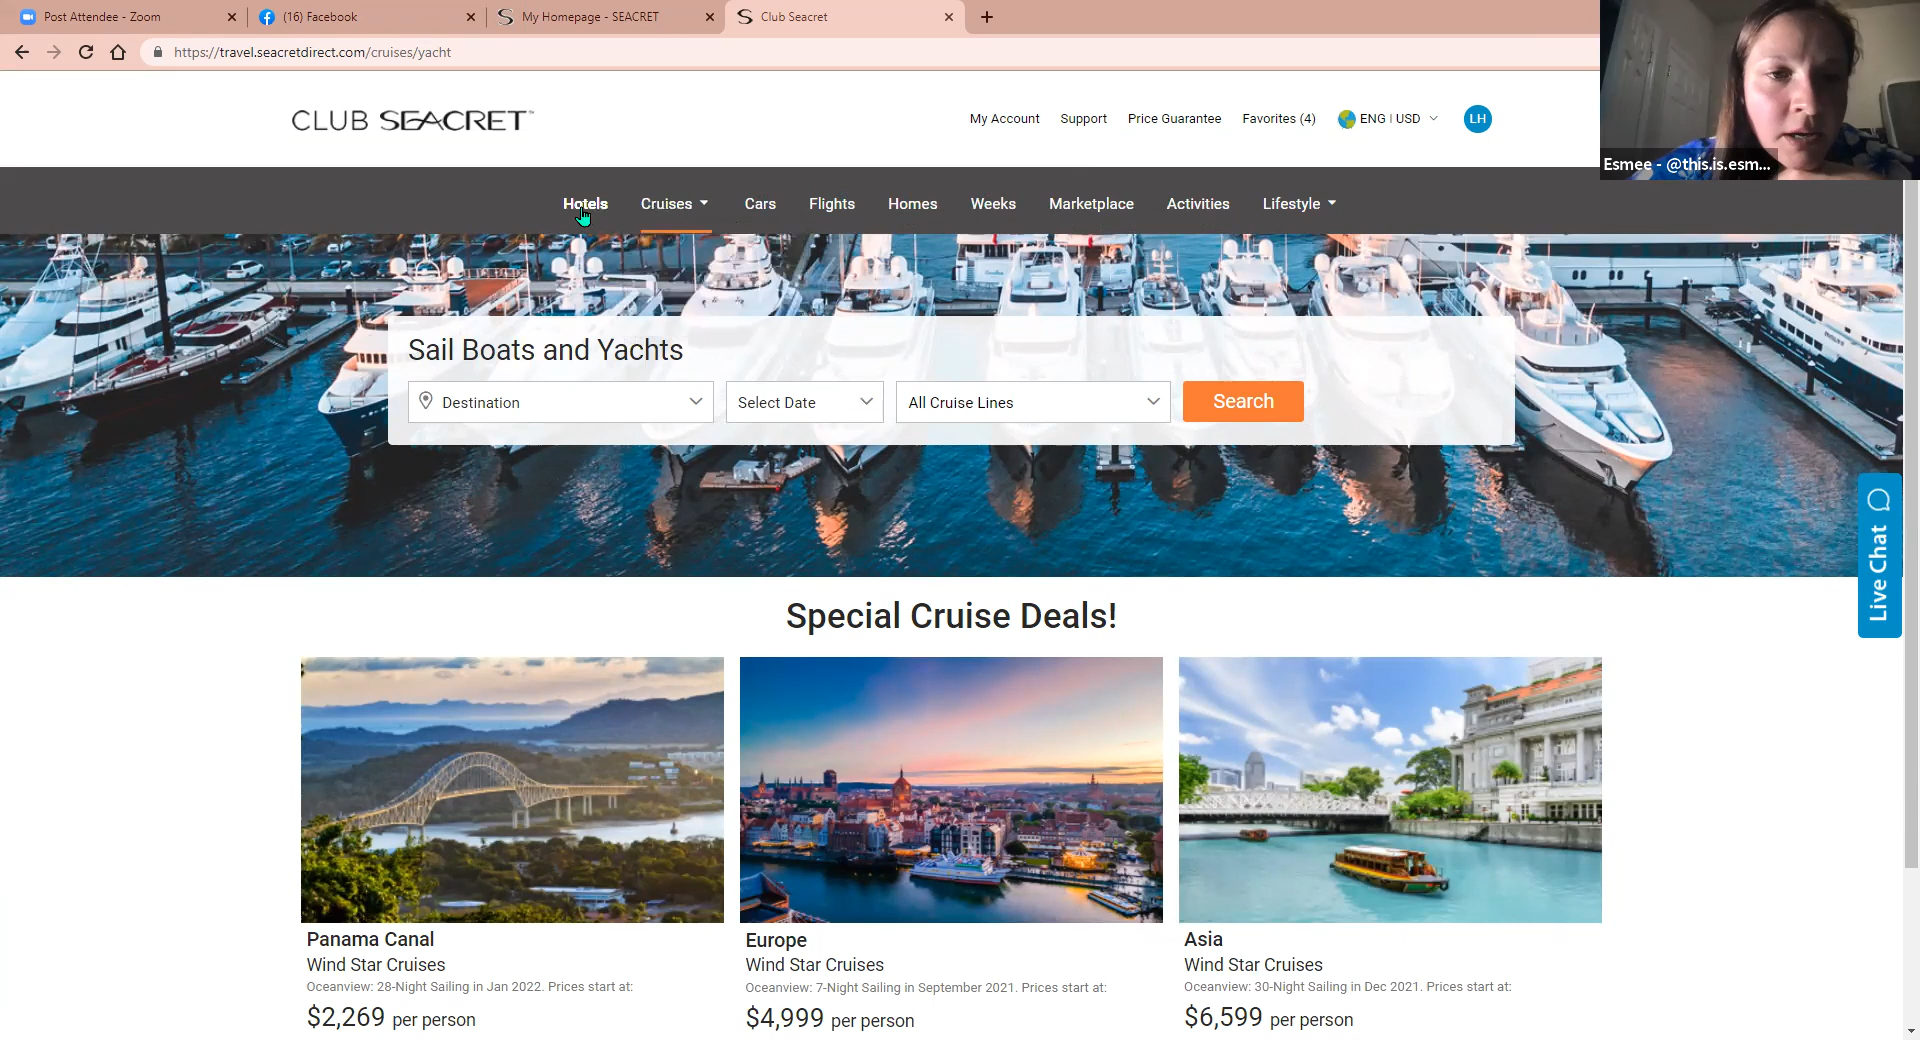 Post Attendee - Zoom
(16) Facebook
My Homepage - SEACRET
Club Seacret
https://travel.seacretdirect.com/cruises/yacht
CLUB SEACRET™
My Account
Support
Price Guarantee
Favorites (4)
ENG | USD
LH
Esmee - @this.is.esm...
Hotels
Cruises
Cars
Flights
Homes
Weeks
Marketplace
Activities
Lifestyle
Sail Boats and Yachts
Destination
Select Date
All Cruise Lines
Search
Live Chat
Special Cruise Deals!
Panama Canal
Wind Star Cruises
Oceanview: 28-Night Sailing in Jan 2022. Prices start at:
$2,269 per person
Europe
Wind Star Cruises
Oceanview: 7-Night Sailing in September 2021. Prices start at:
$4,999 per person
Asia
Wind Star Cruises
Oceanview: 30-Night Sailing in Dec 2021. Prices start at:
$6,599 per person